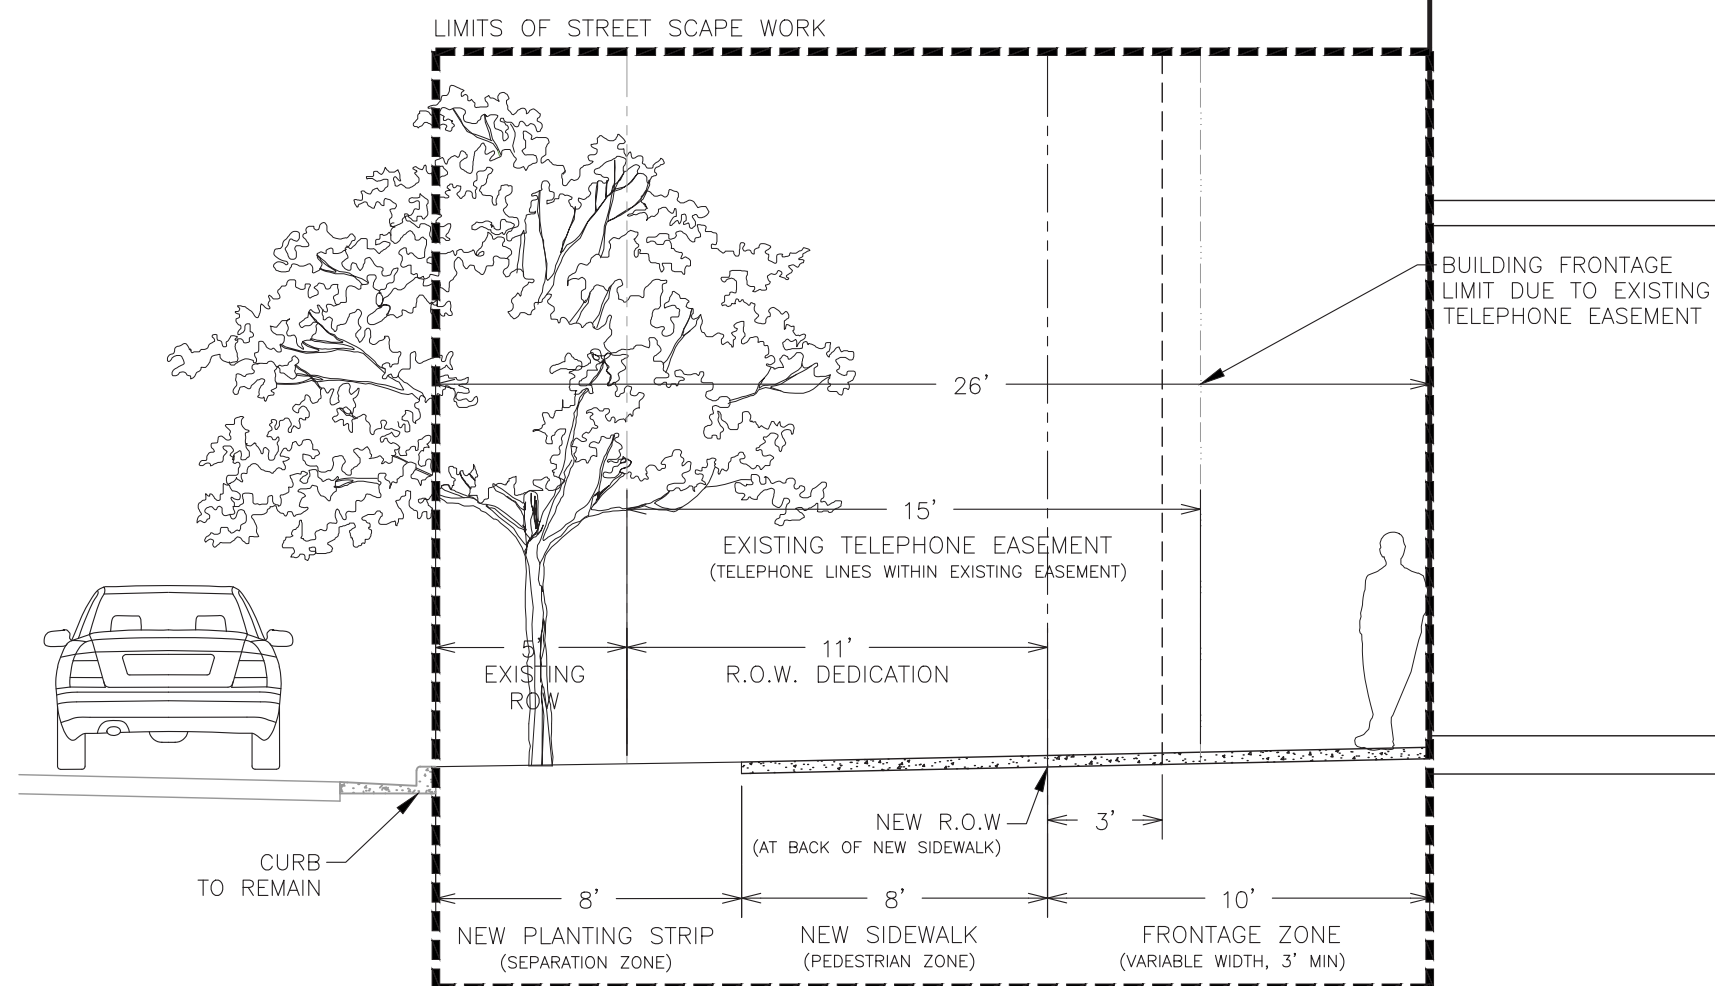 LIMITS OF STREET SCAPE WORK
BUILDING FRONTAGE
LIMIT DUE TO EXISTING
TELEPHONE EASEMENT
26'
15'
EXISTING TELEPHONE EASEMENT
(TELEPHONE LINES WITHIN EXISTING EASEMENT)
5'
EXISTING
ROW
11'
R.O.W. DEDICATION
NEW R.O.W
(AT BACK OF NEW SIDEWALK)
3'
CURB
TO REMAIN
8'
NEW PLANTING STRIP
(SEPARATION ZONE)
8'
NEW SIDEWALK
(PEDESTRIAN ZONE)
10'
FRONTAGE ZONE
(VARIABLE WIDTH, 3' MIN)